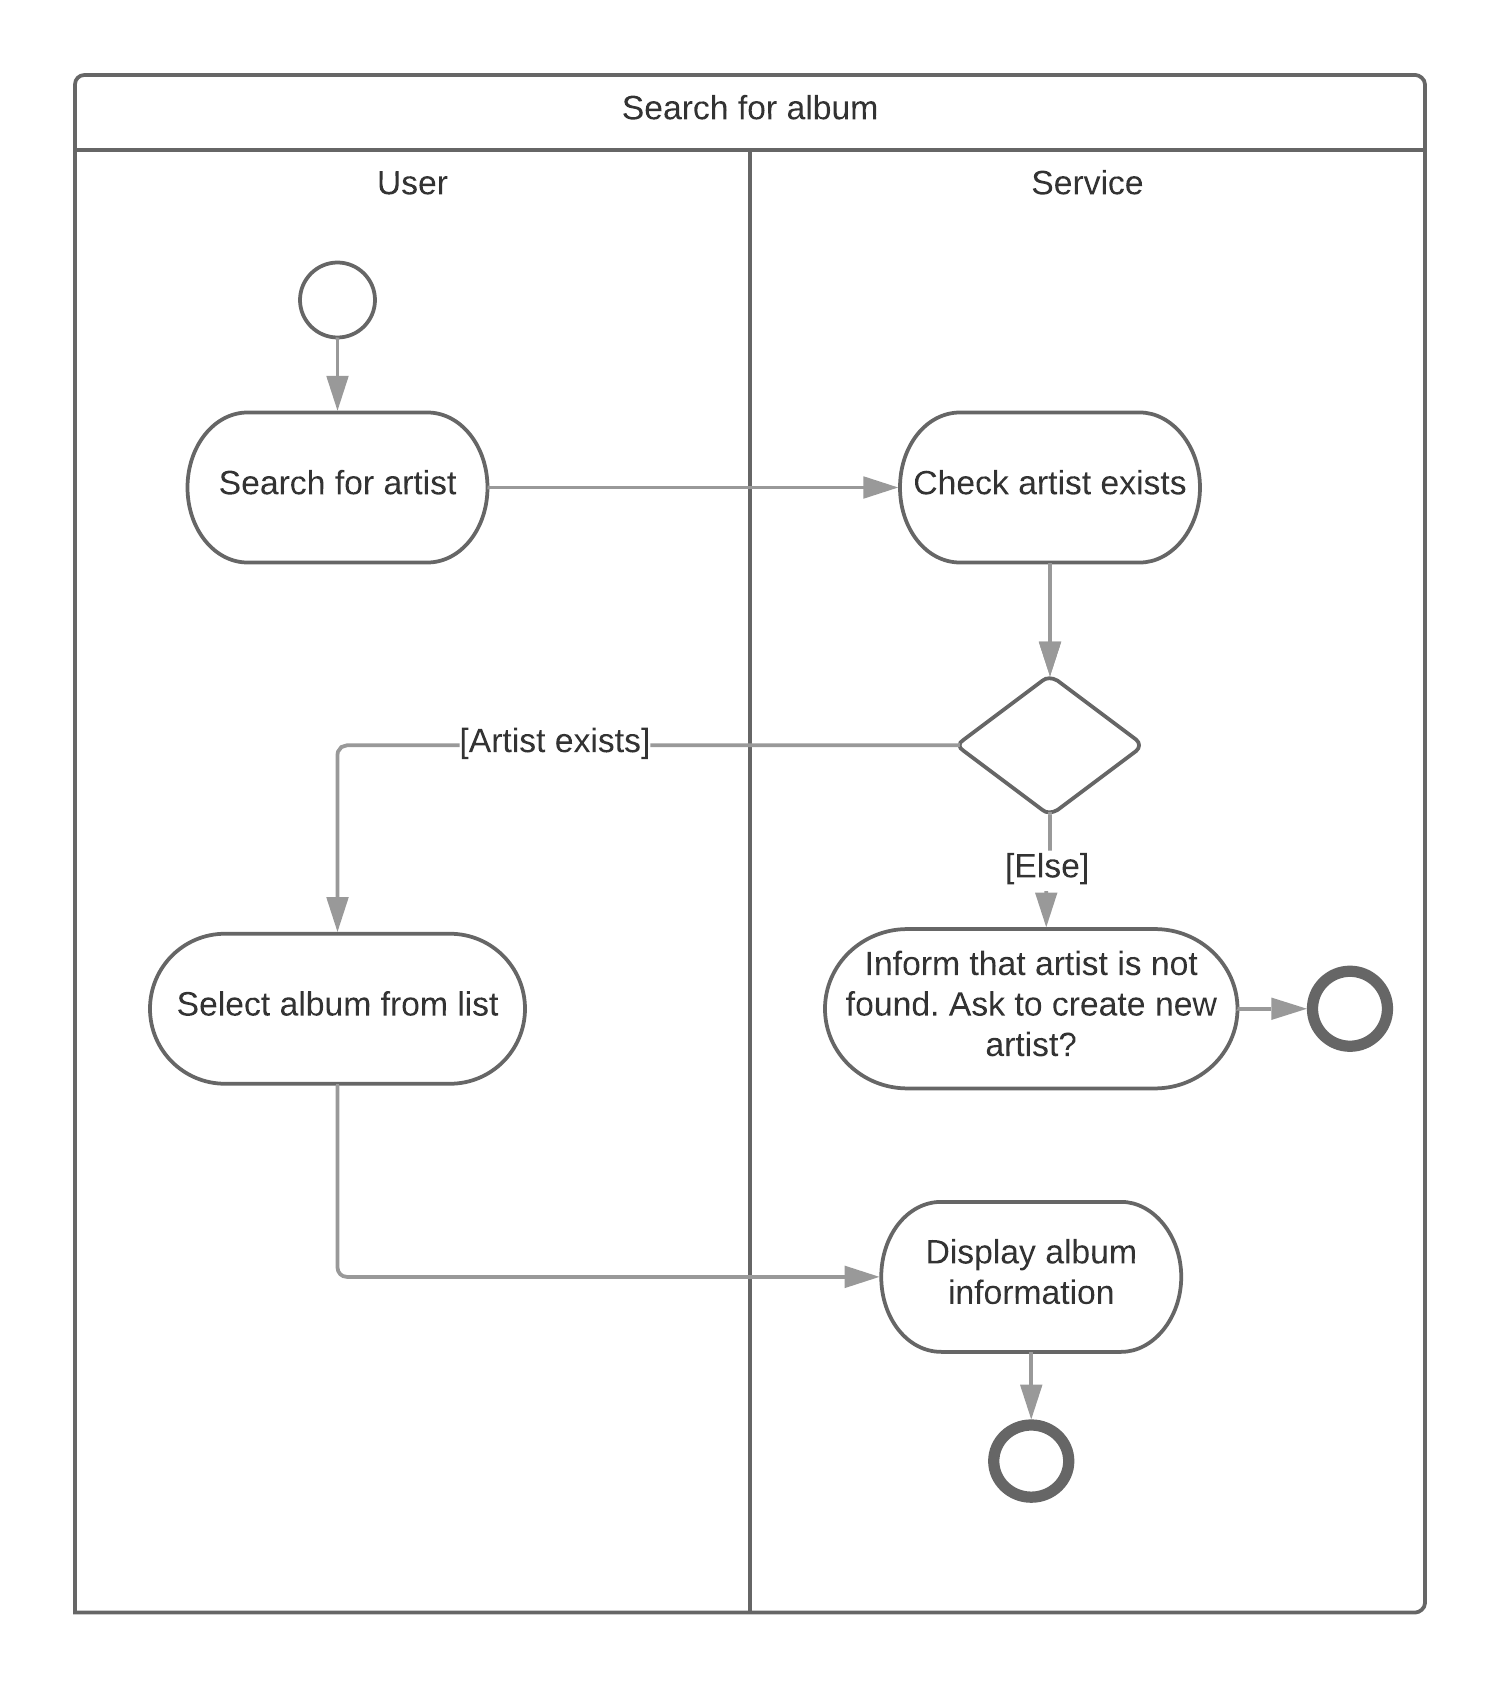 Search for album
User
Service
Search for artist
Check artist exists
[Artist exists]
[Else]
Select album from list
Inform that artist is not
found. Ask to create new
artist?
Display album
information